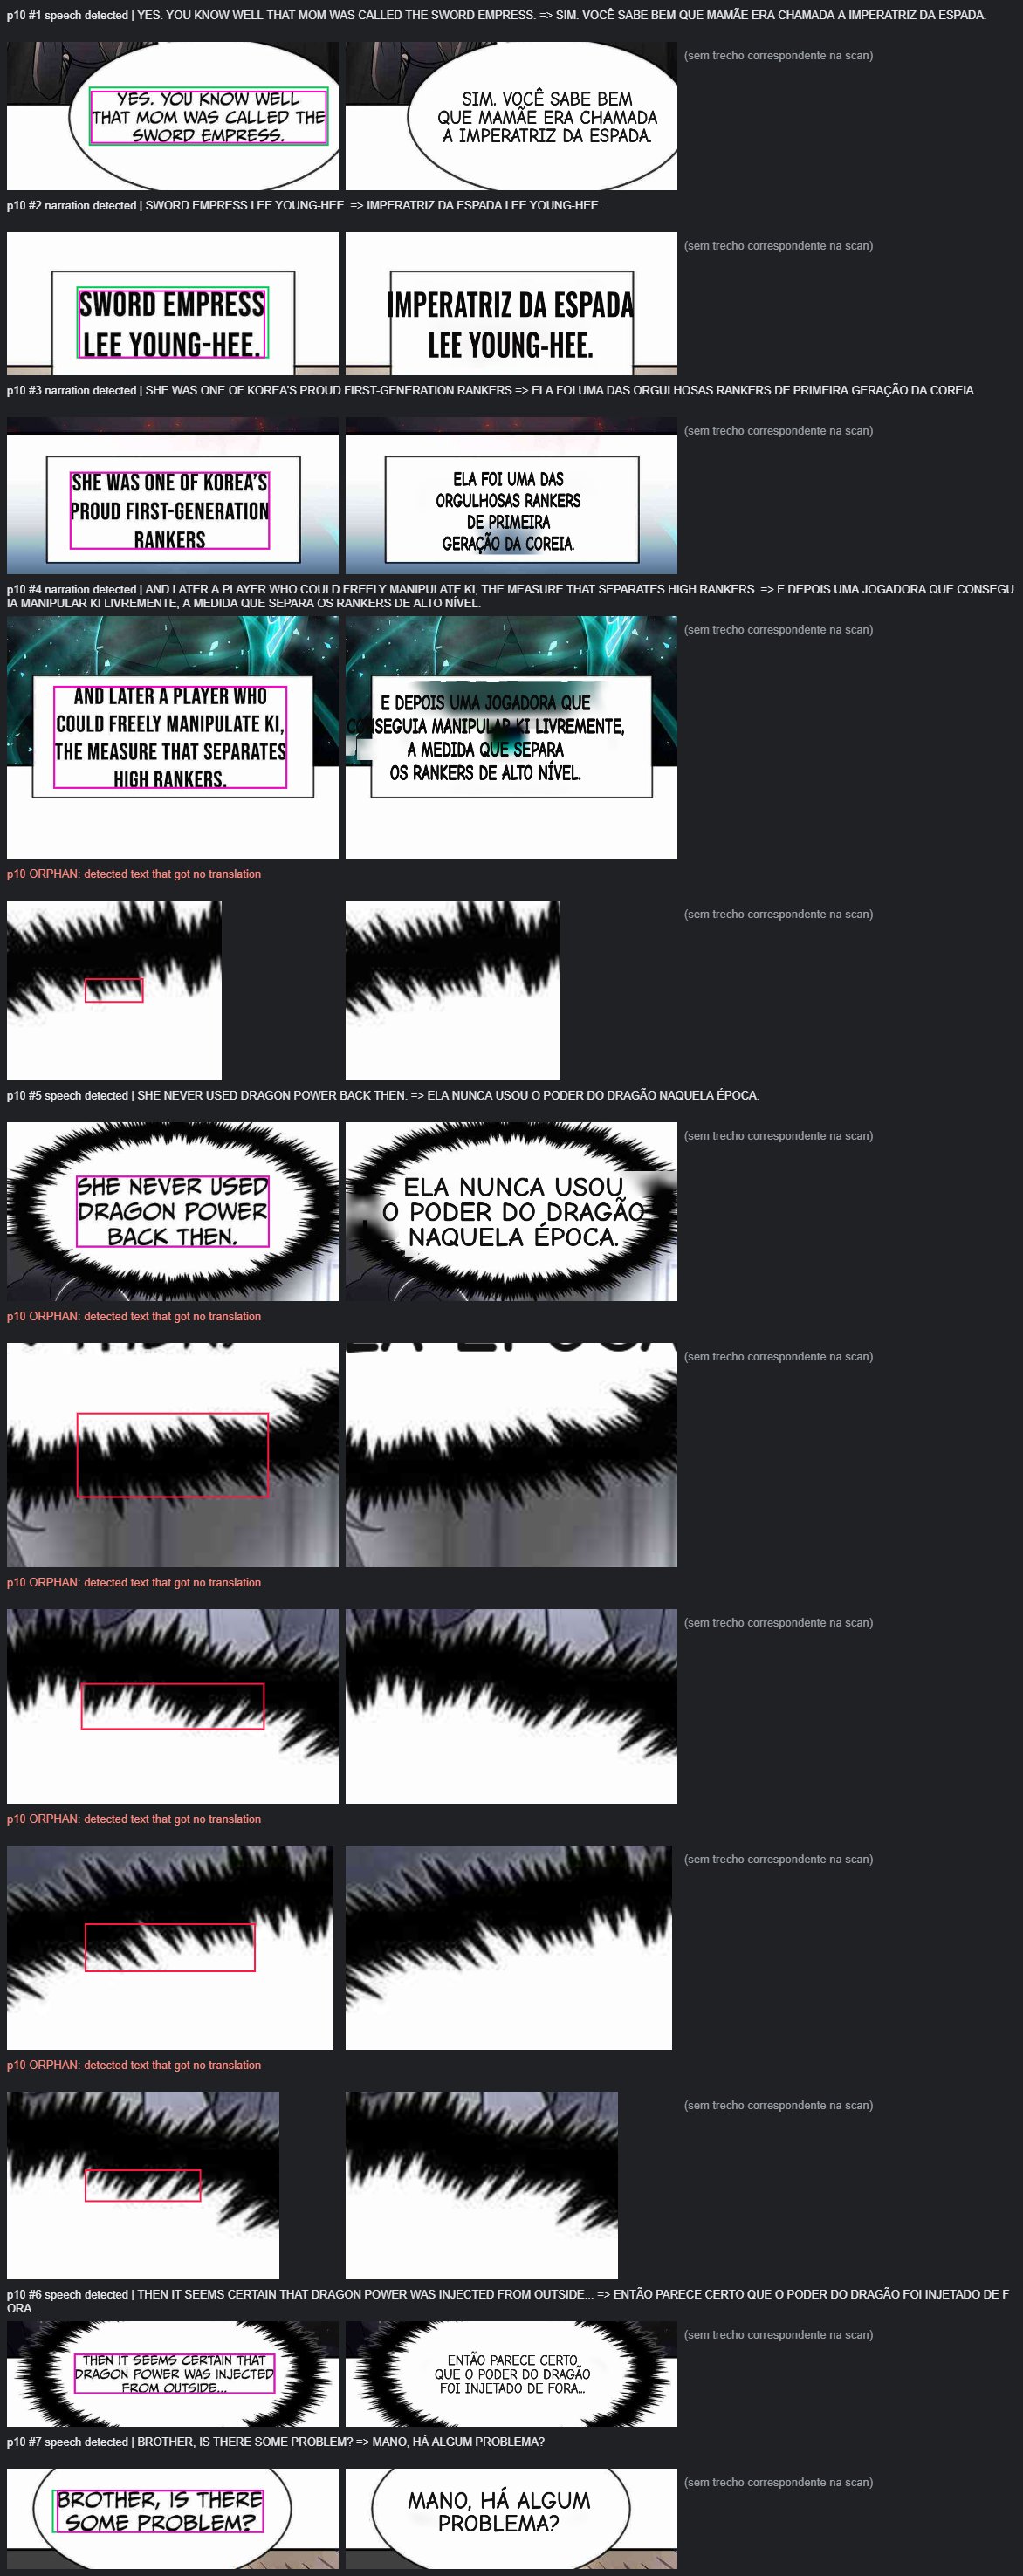 p10 #1 speech detected | YES. YOU KNOW WELL THAT MOM WAS CALLED THE SWORD EMPRESS. => SIM. VOCÊ SABE BEM QUE MAMÃE ERA CHAMADA A IMPERATRIZ DA ESPADA.
YES. YOU KNOW WELL
THAT MOM WAS CALLED THE
SWORD EMPRESS.
SIM. VOCÊ SABE BEM
QUE MAMÃE ERA CHAMADA
A IMPERATRIZ DA ESPADA.
(sem trecho correspondente na scan)
p10 #2 narration detected | SWORD EMPRESS LEE YOUNG-HEE. => IMPERATRIZ DA ESPADA LEE YOUNG-HEE.
SWORD EMPRESS
LEE YOUNG-HEE.
IMPERATRIZ DA ESPADA
LEE YOUNG-HEE.
(sem trecho correspondente na scan)
p10 #3 narration detected | SHE WAS ONE OF KOREA'S PROUD FIRST-GENERATION RANKERS => ELA FOI UMA DAS ORGULHOSAS RANKERS DE PRIMEIRA GERAÇÃO DA COREIA.
SHE WAS ONE OF KOREA'S
PROUD FIRST-GENERATION
RANKERS
ELA FOI UMA DAS
ORGULHOSAS RANKERS
DE PRIMEIRA
GERAÇÃO DA COREIA.
(sem trecho correspondente na scan)
p10 #4 narration detected | AND LATER A PLAYER WHO COULD FREELY MANIPULATE KI, THE MEASURE THAT SEPARATES HIGH RANKERS. => E DEPOIS UMA JOGADORA QUE CONSEGU
IA MANIPULAR KI LIVREMENTE, A MEDIDA QUE SEPARA OS RANKERS DE ALTO NÍVEL.
AND LATER A PLAYER WHO
COULD FREELY MANIPULATE KI,
THE MEASURE THAT SEPARATES
HIGH RANKERS.
E DEPOIS UMA JOGADORA QUE
CONSEGUIA MANIPULAR KI LIVREMENTE,
A MEDIDA QUE SEPARA
OS RANKERS DE ALTO NÍVEL.
(sem trecho correspondente na scan)
p10 ORPHAN: detected text that got no translation
(sem trecho correspondente na scan)
p10 #5 speech detected | SHE NEVER USED DRAGON POWER BACK THEN. => ELA NUNCA USOU O PODER DO DRAGÃO NAQUELA ÉPOCA.
SHE NEVER USED
DRAGON POWER
BACK THEN.
ELA NUNCA USOU
O PODER DO DRAGÃO
NAQUELA ÉPOCA.
(sem trecho correspondente na scan)
p10 ORPHAN: detected text that got no translation
(sem trecho correspondente na scan)
p10 ORPHAN: detected text that got no translation
(sem trecho correspondente na scan)
p10 ORPHAN: detected text that got no translation
(sem trecho correspondente na scan)
p10 ORPHAN: detected text that got no translation
(sem trecho correspondente na scan)
p10 #6 speech detected | THEN IT SEEMS CERTAIN THAT DRAGON POWER WAS INJECTED FROM OUTSIDE... => ENTÃO PARECE CERTO QUE O PODER DO DRAGÃO FOI INJETADO DE F
ORA...
THEN IT SEEMS CERTAIN THAT
DRAGON POWER WAS INJECTED
FROM OUTSIDE...
ENTÃO PARECE CERTO
QUE O PODER DO DRAGÃO
FOI INJETADO DE FORA...
(sem trecho correspondente na scan)
p10 #7 speech detected | BROTHER, IS THERE SOME PROBLEM? => MANO, HÁ ALGUM PROBLEMA?
BROTHER, IS THERE
SOME PROBLEM?
MANO, HÁ ALGUM
PROBLEMA?
(sem trecho correspondente na scan)